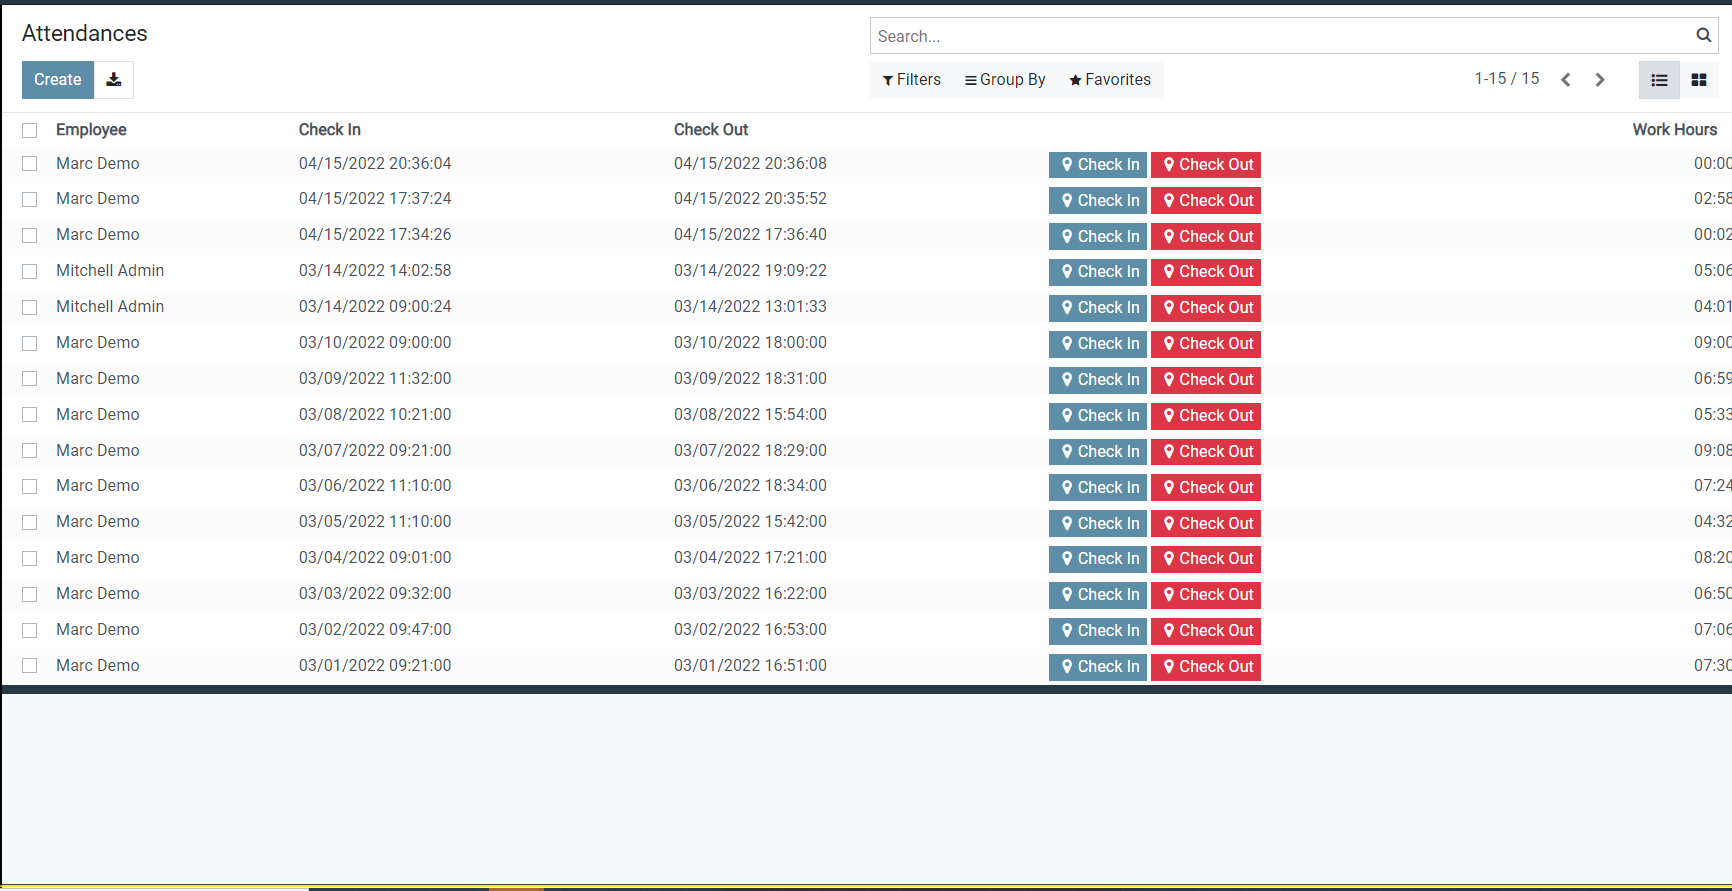 Attendances
Search...
Create
Filters Group By Favorites 1-15 / 15
Employee Check In Check Out Work Hours
Marc Demo 04/15/2022 20:36:04 04/15/2022 20:36:08 Check In Check Out 00:00
Marc Demo 04/15/2022 17:37:24 04/15/2022 20:35:52 Check In Check Out 02:58
Marc Demo 04/15/2022 17:34:26 04/15/2022 17:36:40 Check In Check Out 00:02
Mitchell Admin 03/14/2022 14:02:58 03/14/2022 19:09:22 Check In Check Out 05:06
Mitchell Admin 03/14/2022 09:00:24 03/14/2022 13:01:33 Check In Check Out 04:01
Marc Demo 03/10/2022 09:00:00 03/10/2022 18:00:00 Check In Check Out 09:00
Marc Demo 03/09/2022 11:32:00 03/09/2022 18:31:00 Check In Check Out 06:59
Marc Demo 03/08/2022 10:21:00 03/08/2022 15:54:00 Check In Check Out 05:33
Marc Demo 03/07/2022 09:21:00 03/07/2022 18:29:00 Check In Check Out 09:08
Marc Demo 03/06/2022 11:10:00 03/06/2022 18:34:00 Check In Check Out 07:24
Marc Demo 03/05/2022 11:10:00 03/05/2022 15:42:00 Check In Check Out 04:32
Marc Demo 03/04/2022 09:01:00 03/04/2022 17:21:00 Check In Check Out 08:20
Marc Demo 03/03/2022 09:32:00 03/03/2022 16:22:00 Check In Check Out 06:50
Marc Demo 03/02/2022 09:47:00 03/02/2022 16:53:00 Check In Check Out 07:06
Marc Demo 03/01/2022 09:21:00 03/01/2022 16:51:00 Check In Check Out 07:30